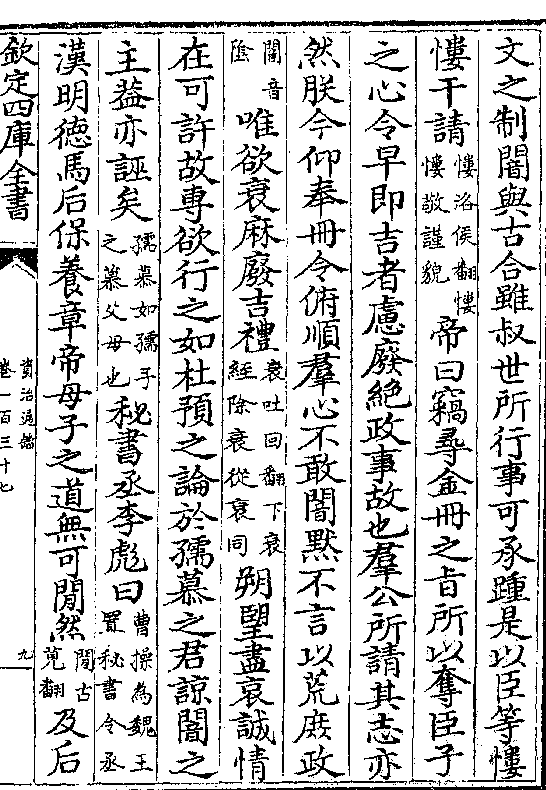 文之制闇與古合雖叔世所行事可承踵是以臣等慺
慺干請慺洛侯翻慺慺敬謹貌帝曰竊尋金冊之旨所以奪臣子
之心令早即吉者慮廢絶政事故也羣公所請其志亦
然朕今仰奉冊令俯順羣心不敢闇黙不言以荒庶政
闇音陰唯欲衰麻廢吉禮衰吐回翻下衰絰除衰從衰同朔望盡哀誠情
在可許故專欲行之如杜預之論於孺慕之君諒闇之
主葢亦誣矣孺慕如孺子之慕父母也秘書丞李彪曰曹操為魏王置秘書令丞
漢明德馬后保養章帝母子之道無可閒然閒古莧翻及后
欽定四庫全書
資治通鑑
卷一百三十七
九